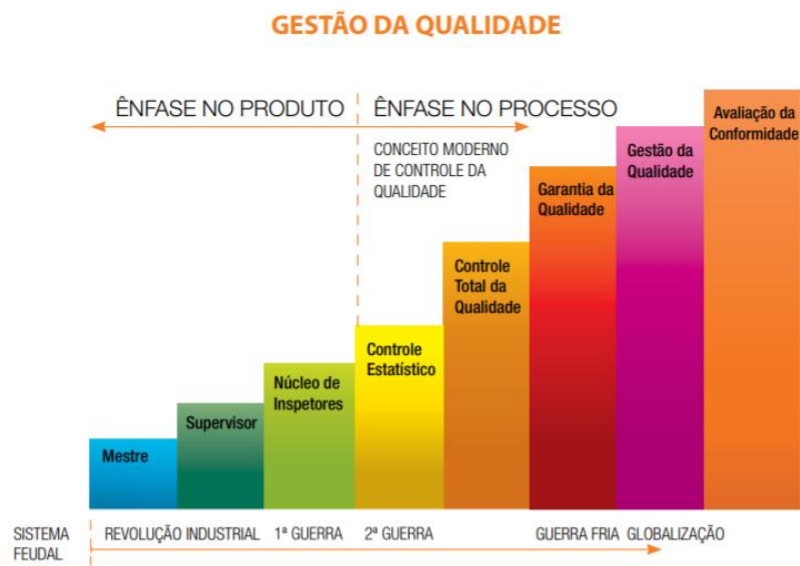 GESTÃO DA QUALIDADE
ÊNFASE NO PRODUTO
ÊNFASE NO PROCESSO
CONCEITO MODERNO
DE CONTROLE DA
QUALIDADE
Mestre
Supervisor
Núcleo de
Inspetores
Controle
Estatístico
Controle
Total da
Qualidade
Garantia da
Qualidade
Gestão da
Qualidade
Avaliação da
Conformidade
SISTEMA
FEUDAL
REVOLUÇÃO INDUSTRIAL
1ª GUERRA
2ª GUERRA
GUERRA FRIA
GLOBALIZAÇÃO